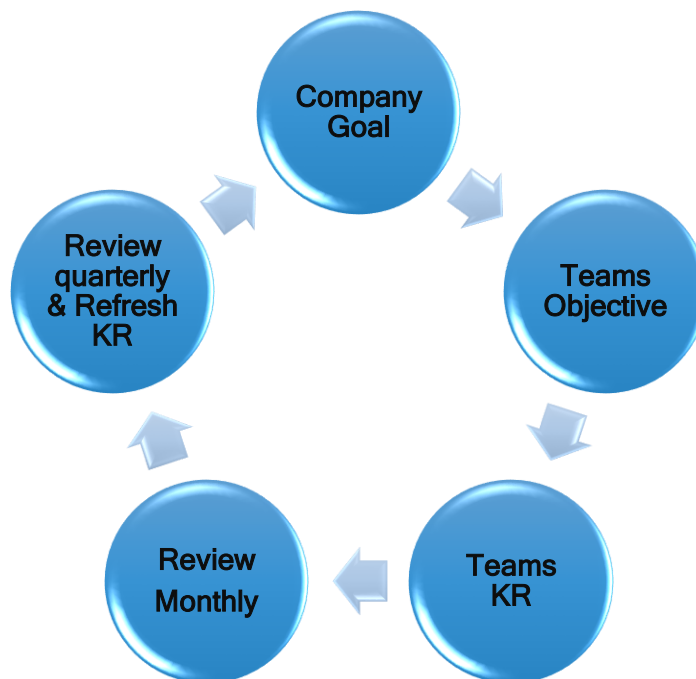 Company
Goal
Teams
Objective
Teams
KR
Review
Monthly
Review
quarterly
& Refresh
KR